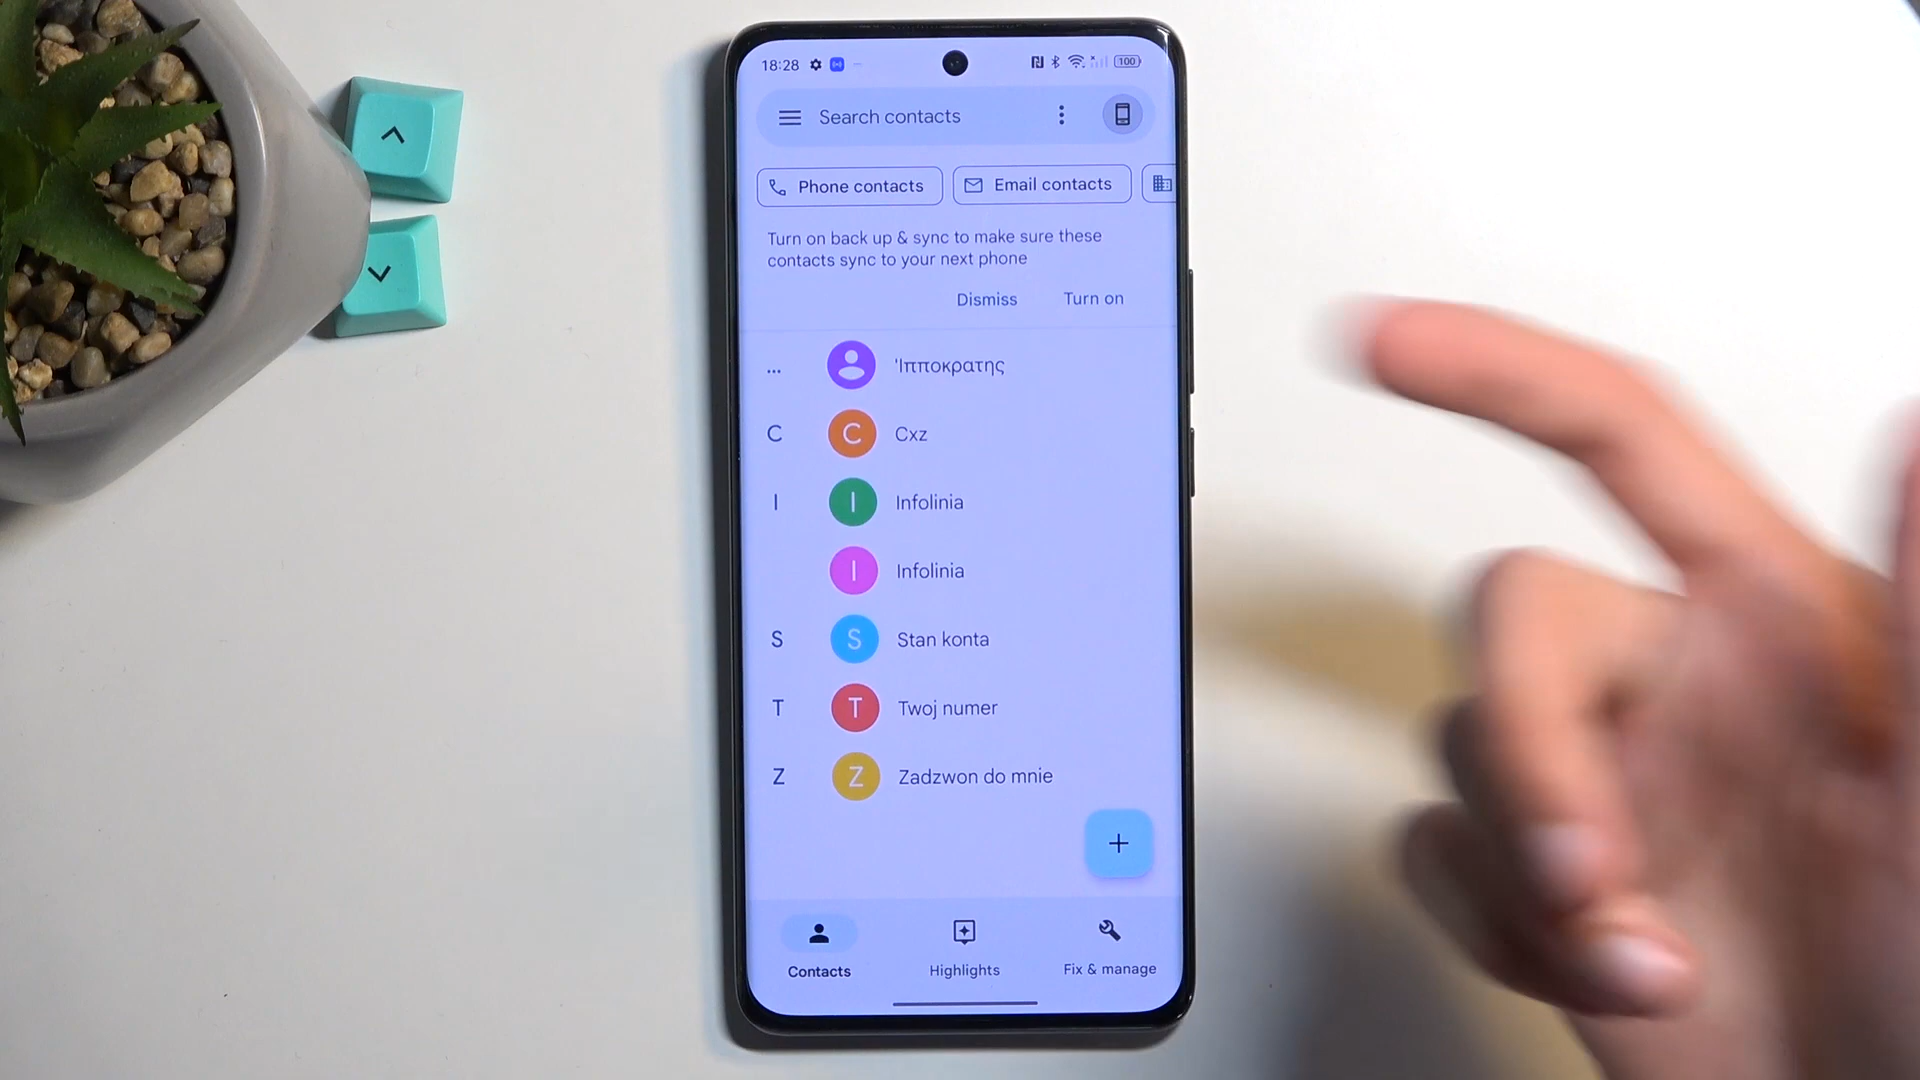 18:28
100
Search contacts
Phone contacts
Email contacts
Turn on back up & sync to make sure these
contacts sync to your next phone
Dismiss
Turn on
...
'Ιπποκρατης
C
C
Cxz
I
I
Infolinia
I
Infolinia
S
S
Stan konta
T
T
Twoj numer
Z
Z
Zadzwon do mnie
Contacts
Highlights
Fix & manage